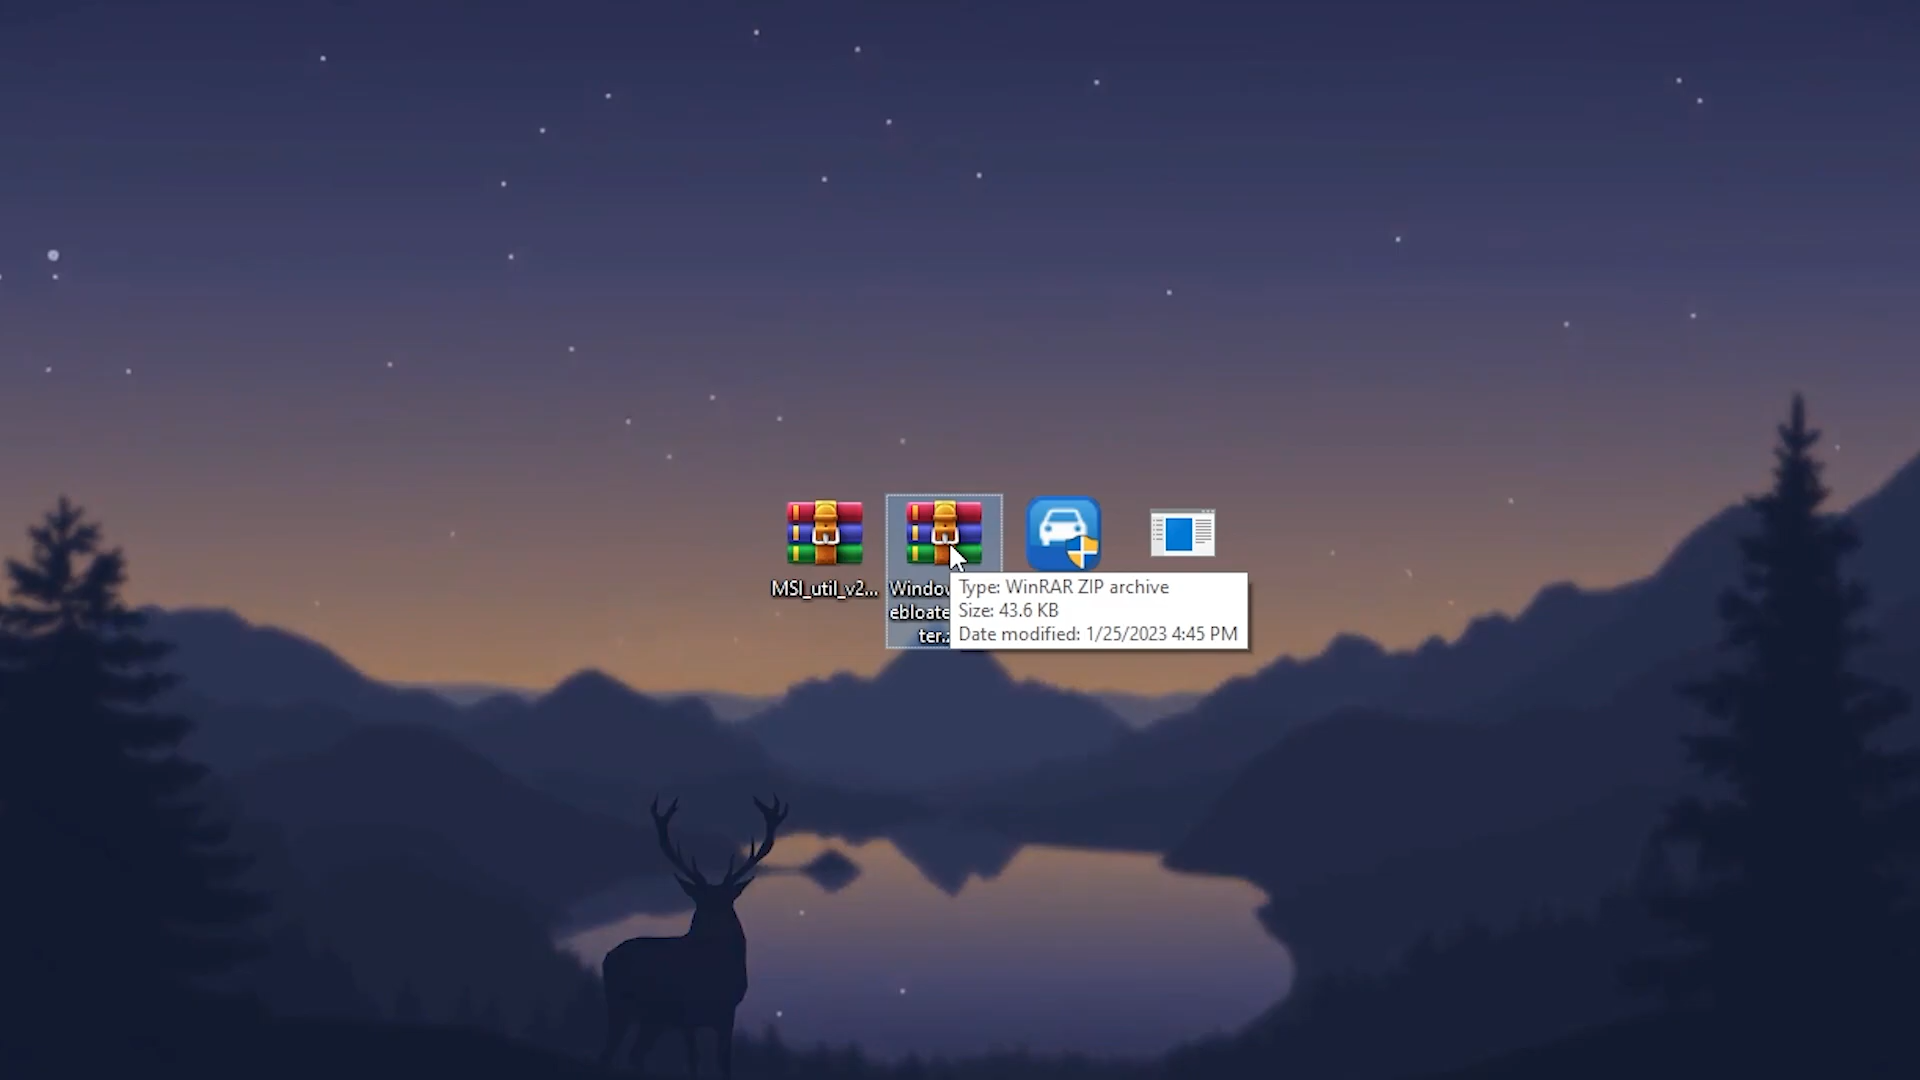 MSI_util_v2...
Window
ebloate
ter.
Type: WinRAR ZIP archive
Size: 43.6 KB
Date modified: 1/25/2023 4:45 PM